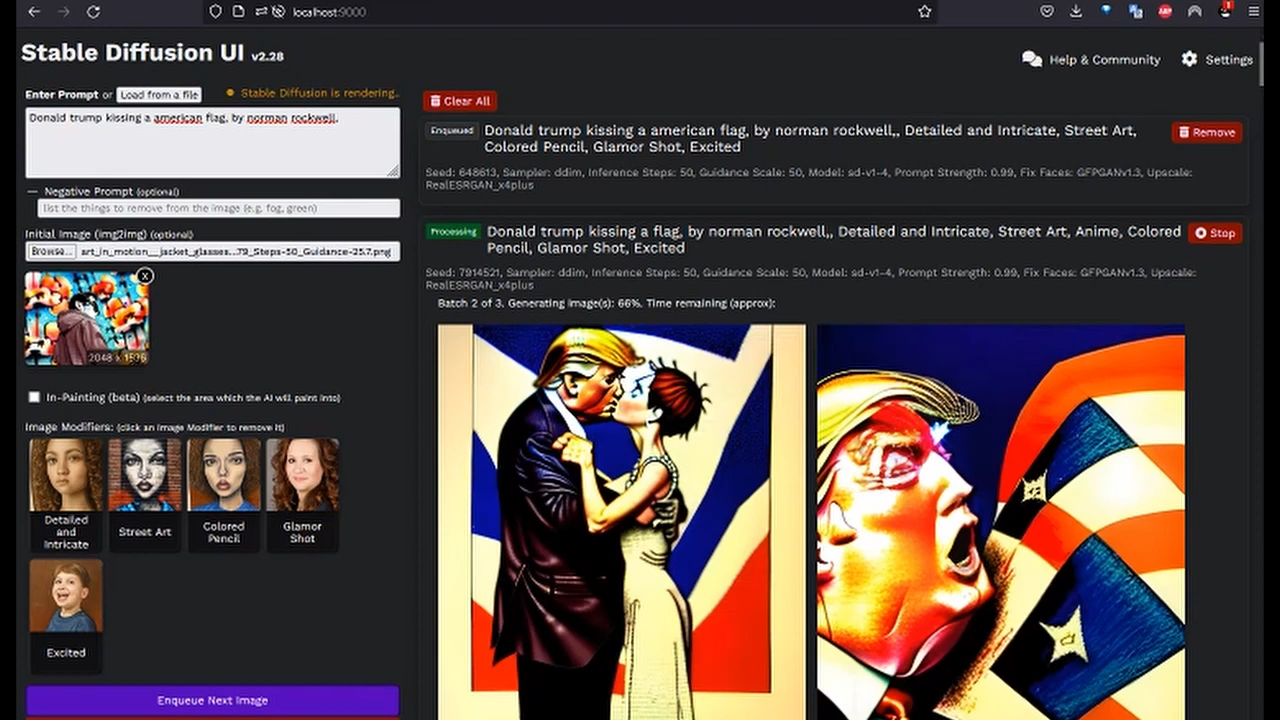 localhost:9000
Stable Diffusion UI v2.28
Help & Community
Settings
Enter Prompt or Load from a file
Stable Diffusion is rendering..
Donald trump kissing a american flag, by norman rockwell,
Negative Prompt (optional)
list the things to remove from the image (e.g. fog, green)
Initial Image (img2img) (optional)
Browse... art_in_motion__jacket_glasses...79_Steps-50_Guidance-25.7.png
X
2048 x 1536
In-Painting (beta) (select the area which the AI will paint into)
Image Modifiers: (click an Image Modifier to remove it)
Detailed
and
Intricate
Street Art
Colored
Pencil
Glamor
Shot
Excited
Enqueue Next Image
Clear All
Enqueued Donald trump kissing a american flag, by norman rockwell,, Detailed and Intricate, Street Art,
Colored Pencil, Glamor Shot, Excited
Remove
Seed: 648613, Sampler: ddim, Inference Steps: 50, Guidance Scale: 50, Model: sd-v1-4, Prompt Strength: 0.99, Fix Faces: GFPGANv1.3, Upscale:
RealESRGAN_x4plus
Processing Donald trump kissing a flag, by norman rockwell,, Detailed and Intricate, Street Art, Anime, Colored
Pencil, Glamor Shot, Excited
Stop
Seed: 7914521, Sampler: ddim, Inference Steps: 50, Guidance Scale: 50, Model: sd-v1-4, Prompt Strength: 0.99, Fix Faces: GFPGANv1.3, Upscale:
RealESRGAN_x4plus
Batch 2 of 3. Generating image(s): 66%. Time remaining (approx):